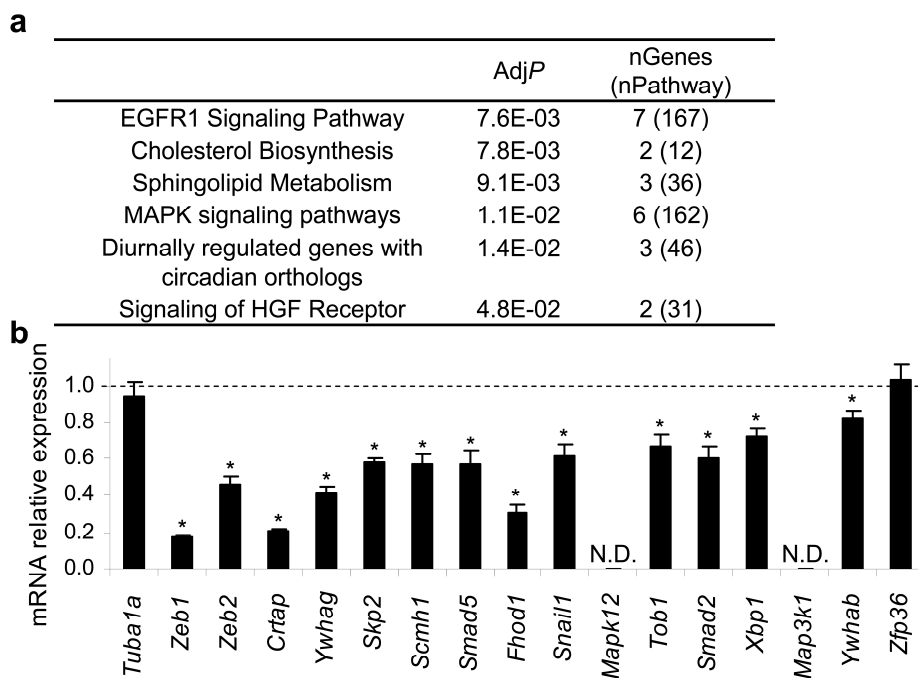 a
AdjP
nGenes
(nPathway)
EGFR1 Signaling Pathway 7.6E-03 7 (167)
Cholesterol Biosynthesis 7.8E-03 2 (12)
Sphingolipid Metabolism 9.1E-03 3 (36)
MAPK signaling pathways 1.1E-02 6 (162)
Diurnally regulated genes with 1.4E-02 3 (46)
circadian orthologs
Signaling of HGF Receptor 4.8E-02 2 (31)
b
mRNA relative expression
1.0
0.8
0.6
0.4
0.2
0.0
* * * * * * * * * * * * *
N.D. N.D.
Tuba1a
Zeb1
Zeb2
Crtap
Ywhag
Skp2
Scmh1
Smad5
Fhod1
Snail1
Mapk12
Tob1
Smad2
Xbp1
Map3k1
Ywhab
Zfp36